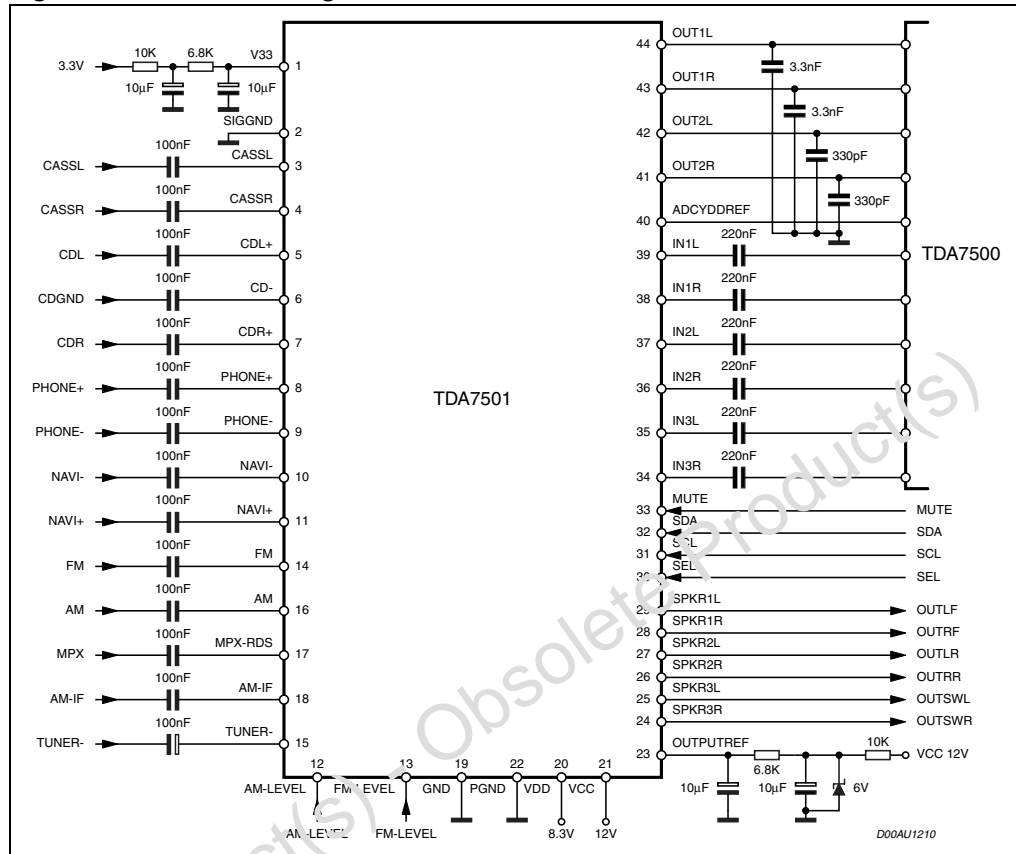 3.3V 10K 6.8K V33 1
10µF 10µF
SIGGND 2
100nF
CASSL CASSL 3
100nF
CASSR CASSR 4
100nF
CDL CDL+ 5
100nF
CDGND CD- 6
100nF
CDR CDR+ 7
100nF
PHONE+ PHONE+ 8
100nF
PHONE- PHONE- 9
100nF
NAVI- NAVI- 10
100nF
NAVI+ NAVI+ 11
100nF
FM FM 14
100nF
AM AM 16
100nF
MPX MPX-RDS 17
100nF
AM-IF AM-IF 18
100nF
TUNER- TUNER- 15
TDA7501
44 OUT1L
3.3nF
43 OUT1R
3.3nF
42 OUT2L
330pF
41 OUT2R
330pF
40 ADCYDDREF
220nF
39 IN1L
TDA7500
220nF
38 IN1R
220nF
37 IN2L
220nF
36 IN2R
220nF
35 IN3L
220nF
34 IN3R
33 MUTE MUTE
32 SDA SDA
31 SCL SCL
30 SEL SEL
29 SPKR1L OUTLF
28 SPKR1R OUTRF
27 SPKR2L OUTLR
26 SPKR2R OUTRR
25 SPKR3L OUTSWL
24 SPKR3R OUTSWR
23 OUTPUTREF 6.8K 10K VCC 12V
10µF 10µF 6V
12 13 19 22 20 21
AM-LEVEL FM-LEVEL GND PGND VDD VCC
AM-LEVEL FM-LEVEL 8.3V 12V
D00AU1210
Obsolete Product(s)